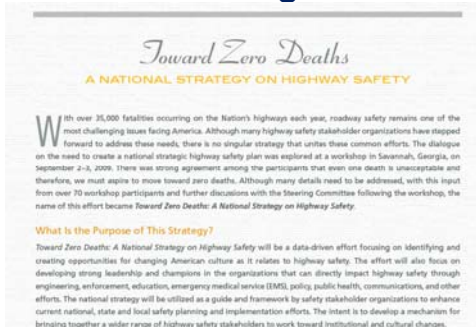 Toward Zero Deaths
A NATIONAL STRATEGY ON HIGHWAY SAFETY
With over 35,000 fatalities occurring on the Nation's highways each year, roadway safety remains one of the
most challenging issues facing America. Although many highway safety stakeholder organizations have stepped
forward to address these needs, there is no singular strategy that unites these common efforts. The dialogue
on the need to create a national strategic highway safety plan was explored at a workshop in Savannah, Georgia, on
September 2–3, 2009. There was strong agreement among the participants that even one death is unacceptable and
therefore, we must aspire to move toward zero deaths. Although many details need to be addressed, with this input
from over 70 workshop participants and further discussions with the Steering Committee following the workshop, the
name of this effort became Toward Zero Deaths: A National Strategy on Highway Safety.
What Is the Purpose of This Strategy?
Toward Zero Deaths: A National Strategy on Highway Safety will be a data-driven effort focusing on identifying and
creating opportunities for changing American culture as it relates to highway safety. The effort will also focus on
developing strong leadership and champions in the organizations that can directly impact highway safety through
engineering, enforcement, education, emergency medical service (EMS), policy, public health, communications, and other
efforts. The national strategy will be utilized as a guide and framework by safety stakeholder organizations to enhance
current national, state and local safety planning and implementation efforts. The intent is to develop a mechanism for
bringing together a wider range of highway safety stakeholders to work toward institutional and cultural changes.